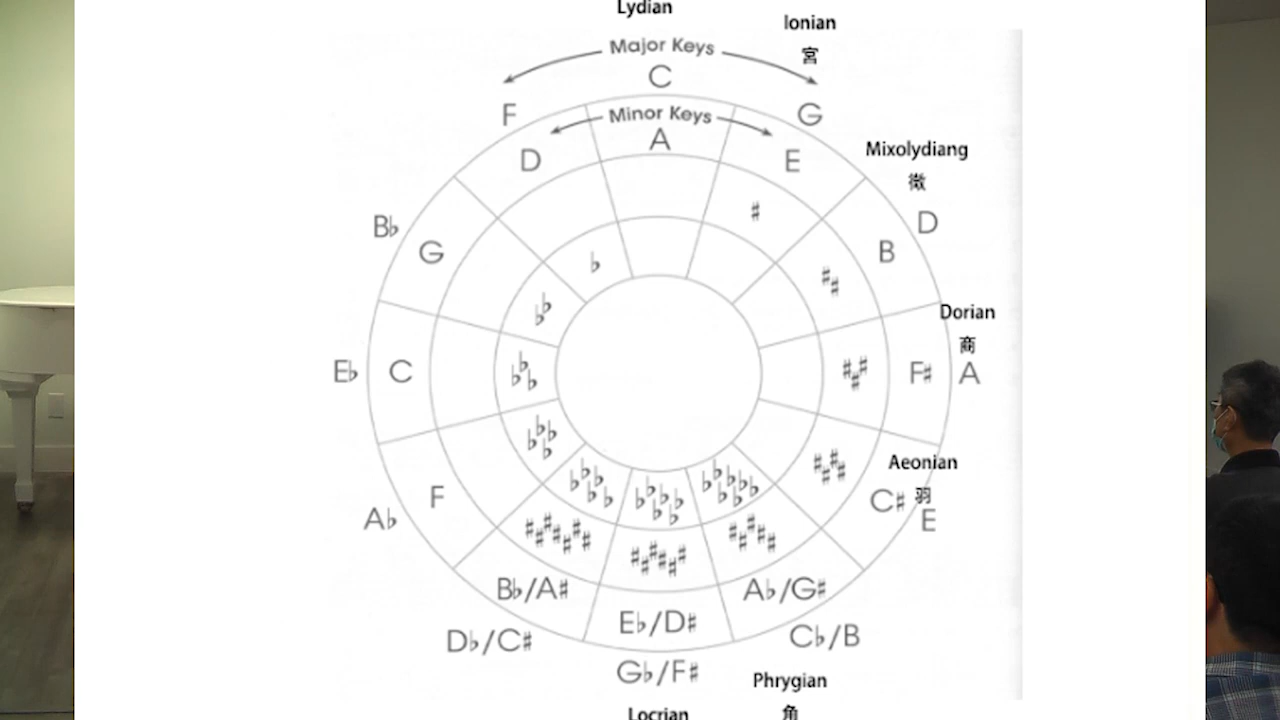 Lydian
Ionian
宮
Major Keys
C
F
G
Minor Keys
A
D
E
Mixolydiang
徵
♯
B♭
G
D
B
♭
♯♯
♭♭
Dorian
商
E♭
C
♭♭♭
♯♯♯
F♯
A
♭♭♭♭
♯♯♯♯
Aeonian
羽
A♭
F
C♯
E
♭♭♭♭♭
♭♭♭♭♭♭
♭♭♭♭♭♭♭
♯♯♯♯♯♯♯
♯♯♯♯♯♯
♯♯♯♯♯
B♭/A♯
A♭/G♯
E♭/D♯
D♭/C♯
C♭/B
G♭/F♯
Phrygian
角
Locrian